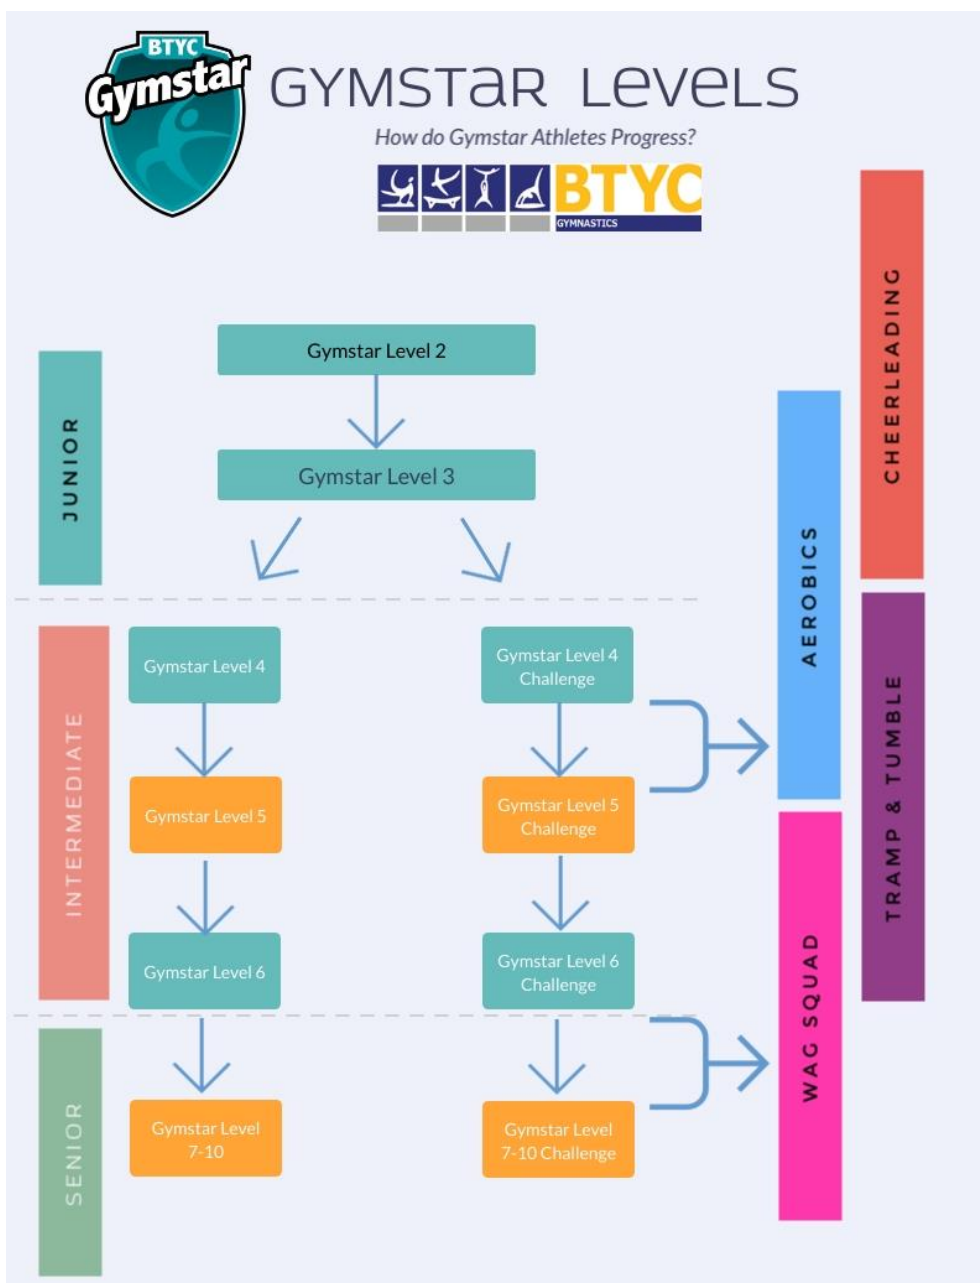 BTYC
Gymstar
GYMSTaR LeVeLS
How do Gymstar Athletes Progress?
BTYC
GYMNASTICS
CHEERLEADING
Gymstar Level 2
JUNIOR
Gymstar Level 3
AEROBICS
INTERMEDIATE
Gymstar Level 4
Gymstar Level 4
Challenge
TRAMP & TUMBLE
Gymstar Level 5
Gymstar Level 5
Challenge
WAG SQUAD
Gymstar Level 6
Gymstar Level 6
Challenge
SENIOR
Gymstar Level
7-10
Gymstar Level
7-10 Challenge